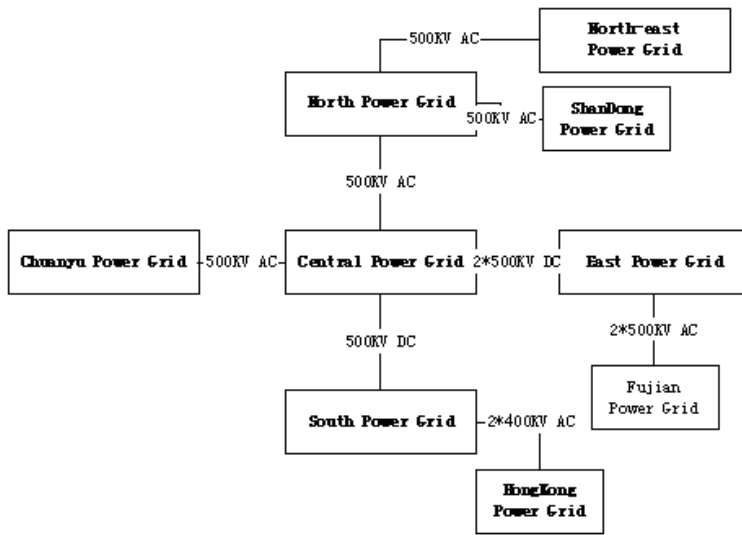 North-east
Power Grid
500KV AC
North Power Grid
ShanDong
Power Grid
500KV AC
500KV AC
Chuanyu Power Grid
500KV AC
Central Power Grid
2*500KV DC
East Power Grid
500KV DC
2*500KV AC
Fujian
Power Grid
South Power Grid
2*400KV AC
HongKong
Power Grid